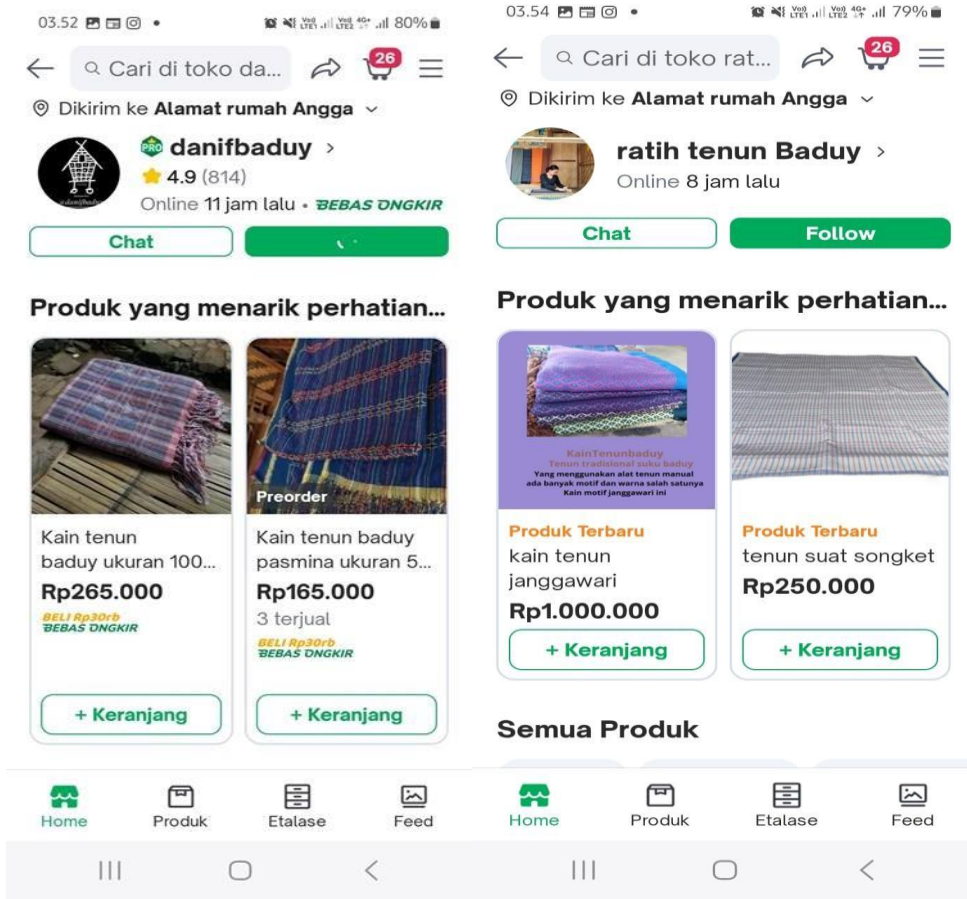 03.52
80%
26
Cari di toko da...
Dikirim ke Alamat rumah Angga
PRO danifbaduy
4.9 (814)
Online 11 jam lalu • BEBAS ONGKIR
Chat
Produk yang menarik perhatian...
Preorder
Kain tenun
baduy ukuran 100...
Rp265.000
BELI Rp30rb
BEBAS ONGKIR
+ Keranjang
Kain tenun baduy
pasmina ukuran 5...
Rp165.000
3 terjual
BELI Rp30rb
BEBAS ONGKIR
+ Keranjang
Home Produk Etalase Feed
03.54
79%
26
Cari di toko rat...
Dikirim ke Alamat rumah Angga
ratih tenun Baduy
Online 8 jam lalu
Chat Follow
Produk yang menarik perhatian...
KainTenunbaduy
Tenun tradisional suku baduy
Yang menggunakan alat tenun manual
ada banyak motif dan warna salah satunya
Kain motif janggawari ini
Produk Terbaru
kain tenun
janggawari
Rp1.000.000
+ Keranjang
Produk Terbaru
tenun suat songket
Rp250.000
+ Keranjang
Semua Produk
Home Produk Etalase Feed